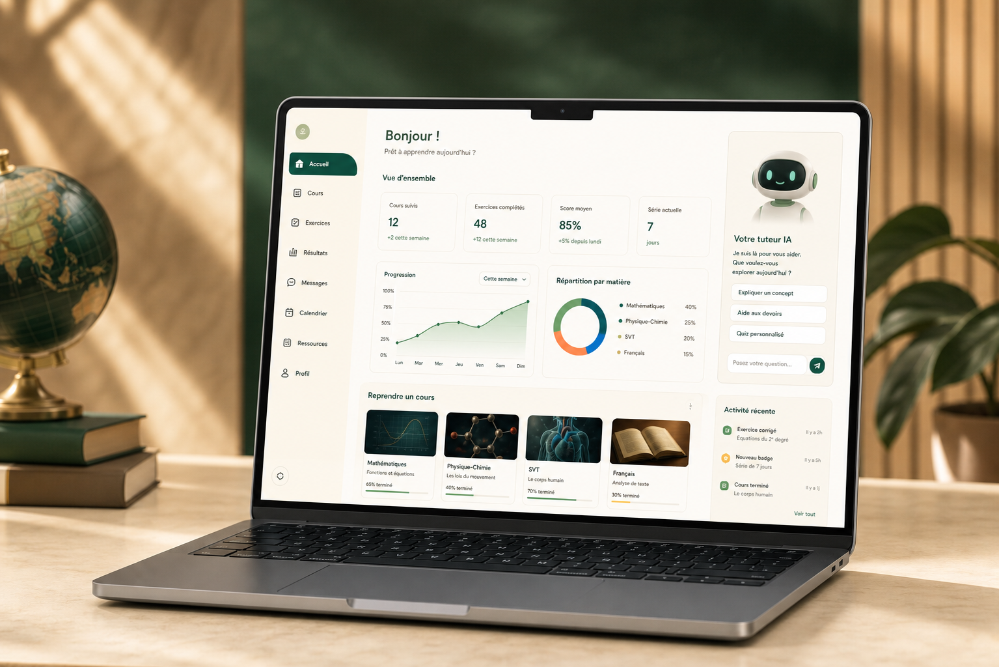 Bonjour !
Prêt à apprendre aujourd'hui ?
Accueil
Cours
Exercices
Résultats
Messages
Calendrier
Ressources
Profil
Vue d'ensemble
Cours suivis
12
+2 cette semaine
Exercices complétés
48
+12 cette semaine
Score moyen
85%
+5% depuis lundi
Série actuelle
7
jours
Progression
Cette semaine
100%
75%
50%
25%
0%
Lun Mar Mer Jeu Ven Sam Dim
Répartition par matière
Mathématiques 40%
Physique-Chimie 25%
SVT 20%
Français 15%
Reprendre un cours
Mathématiques
Fonctions et équations
65% terminé
Physique-Chimie
Les lois du mouvement
40% terminé
SVT
Le corps humain
70% terminé
Français
Analyse de texte
30% terminé
Votre tuteur IA
Je suis là pour vous aider.
Que voulez-vous
explorer aujourd'hui ?
Expliquer un concept
Aide aux devoirs
Quiz personnalisé
Posez votre question...
Activité récente
Exercice corrigé Il y a 2h
Équations du 2ᵈ degré
Nouveau badge Il y a 5h
Série de 7 jours
Cours terminé Il y a 1j
Le corps humain
Voir tout